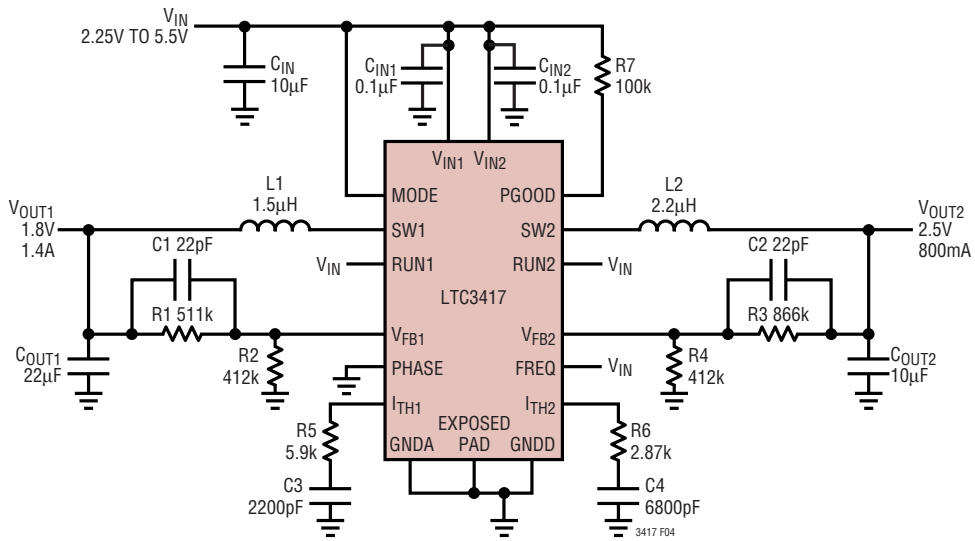 VIN
2.25V TO 5.5V
CIN
10µF
CIN1
0.1µF
CIN2
0.1µF
R7
100k
VIN1 VIN2
MODE
PGOOD
L1
1.5µH
L2
2.2µH
VOUT1
1.8V
1.4A
SW1
SW2
VOUT2
2.5V
800mA
C1 22pF
C2 22pF
VIN
RUN1
RUN2
VIN
LTC3417
R1 511k
R3 866k
VFB1
VFB2
COUT1
22µF
R2
412k
PHASE
FREQ
VIN
R4
412k
COUT2
10µF
ITH1
ITH2
R5
5.9k
EXPOSED
GNDA PAD GNDD
R6
2.87k
C3
2200pF
C4
6800pF
3417 F04